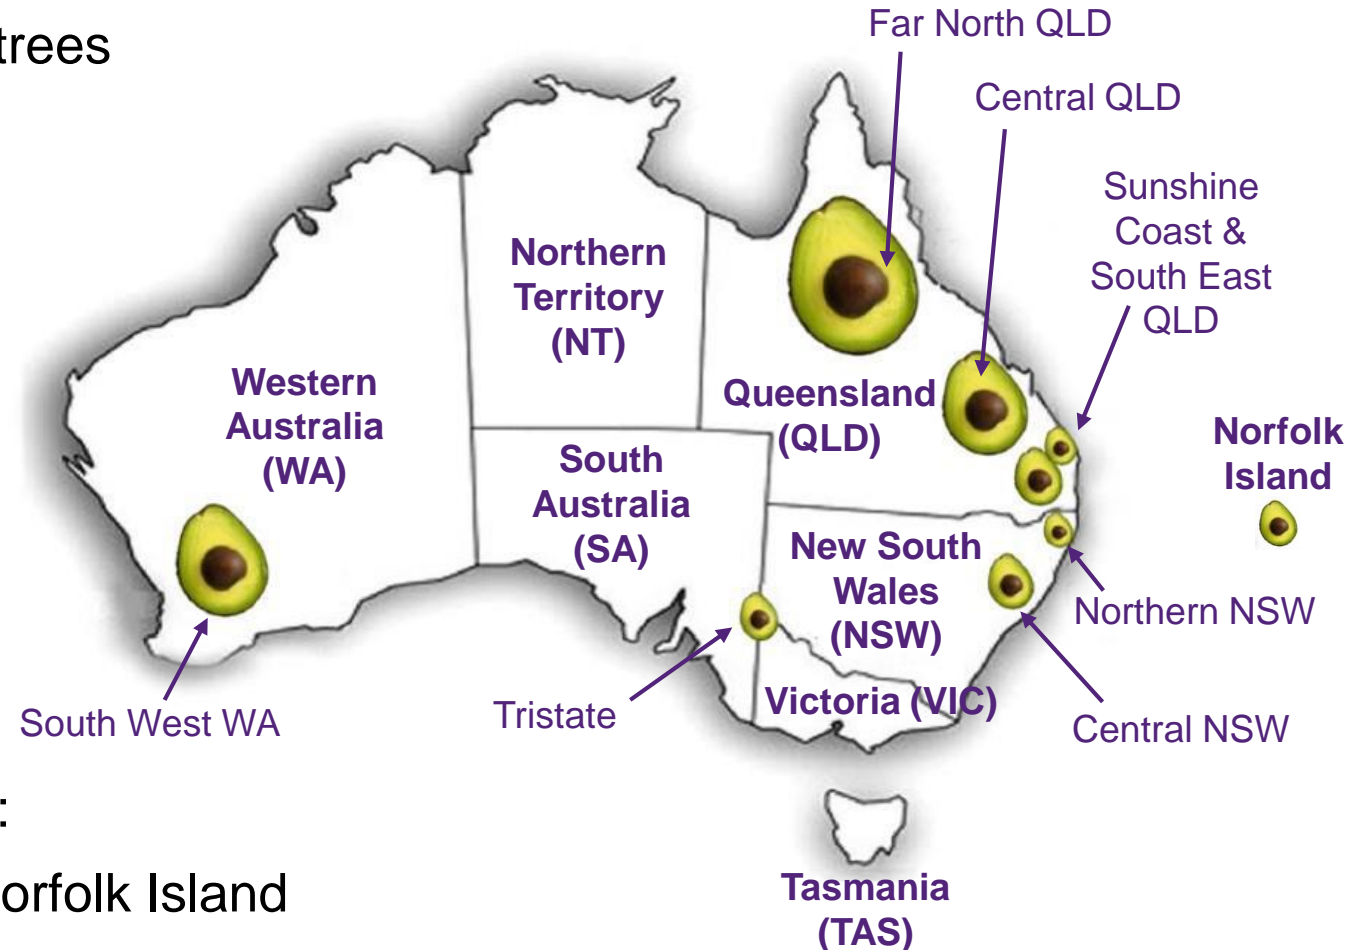 trees
Far North QLD
Central QLD
Sunshine
Coast &
South East
QLD
Northern
Territory
(NT)
Western
Australia
(WA)
Queensland
(QLD)
Norfolk
Island
South
Australia
(SA)
New South
Wales
(NSW)
Northern NSW
Victoria (VIC)
Tristate
South West WA
Central NSW
:
orfolk Island
Tasmania
(TAS)